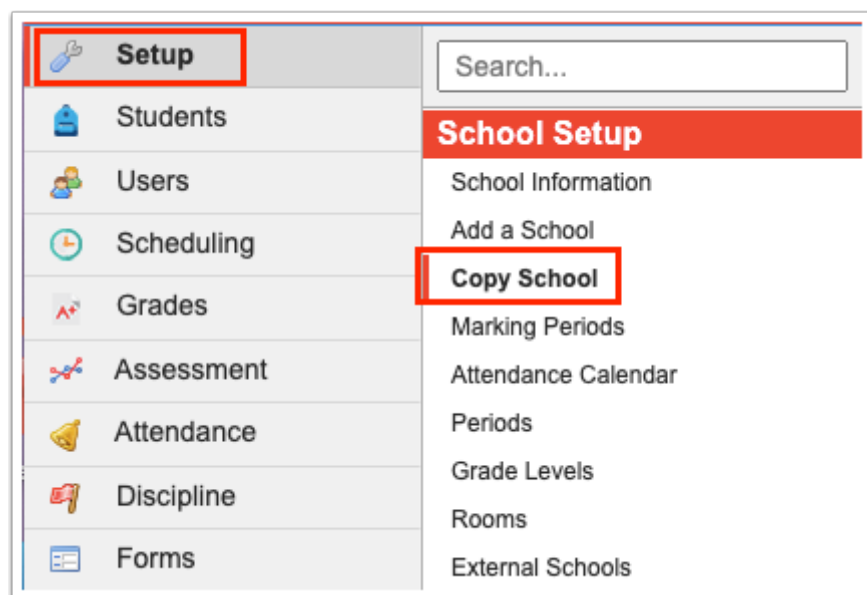 Setup
Students
Users
Scheduling
Grades
Assessment
Attendance
Discipline
Forms
Search...
School Setup
School Information
Add a School
Copy School
Marking Periods
Attendance Calendar
Periods
Grade Levels
Rooms
External Schools